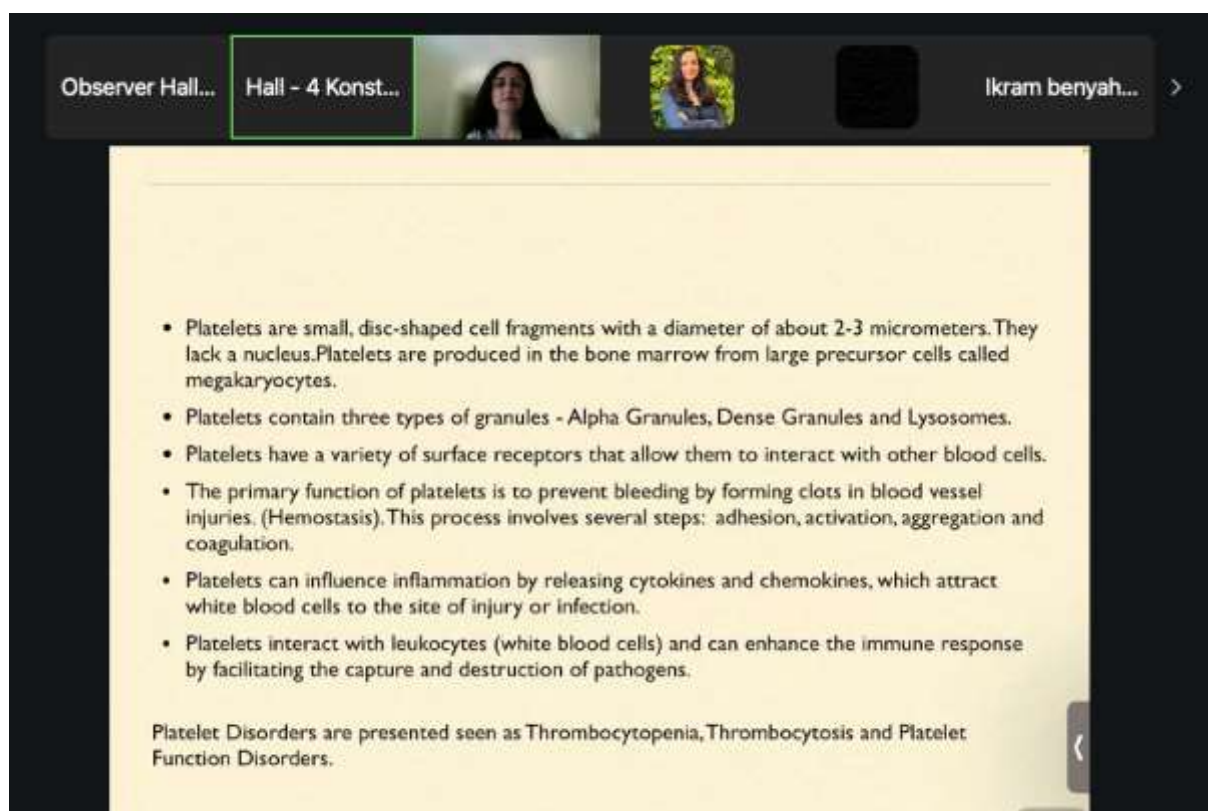 Observer Hall...
Hall - 4 Konst...
Ikram benyah...
• Platelets are small, disc-shaped cell fragments with a diameter of about 2-3 micrometers. They
lack a nucleus.Platelets are produced in the bone marrow from large precursor cells called
megakaryocytes.
• Platelets contain three types of granules - Alpha Granules, Dense Granules and Lysosomes.
• Platelets have a variety of surface receptors that allow them to interact with other blood cells.
• The primary function of platelets is to prevent bleeding by forming clots in blood vessel
injuries. (Hemostasis). This process involves several steps: adhesion, activation, aggregation and
coagulation.
• Platelets can influence inflammation by releasing cytokines and chemokines, which attract
white blood cells to the site of injury or infection.
• Platelets interact with leukocytes (white blood cells) and can enhance the immune response
by facilitating the capture and destruction of pathogens.
Platelet Disorders are presented seen as Thrombocytopenia, Thrombocytosis and Platelet
Function Disorders.